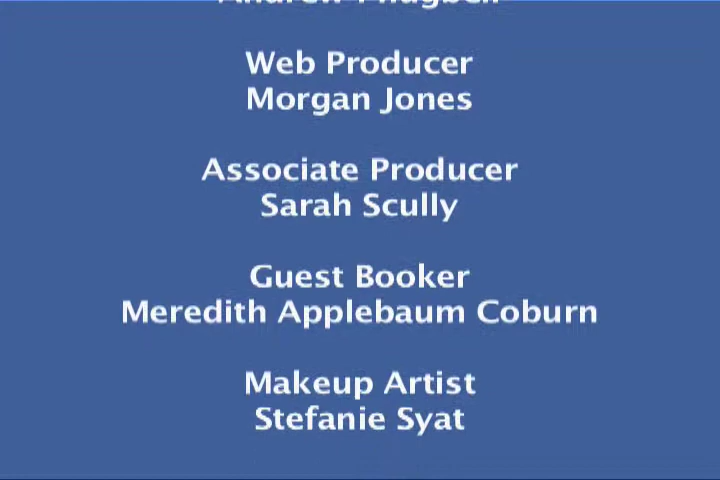 Web Producer
Morgan Jones
Associate Producer
Sarah Scully
Guest Booker
Meredith Applebaum Coburn
Makeup Artist
Stefanie Syat